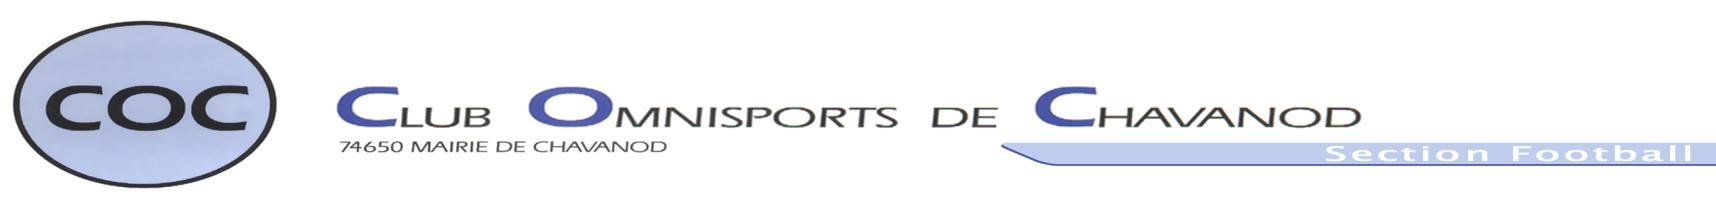 COC
CLUB OMNISPORTS DE CHAVANOD
74650 MAIRIE DE CHAVANOD
Section Football